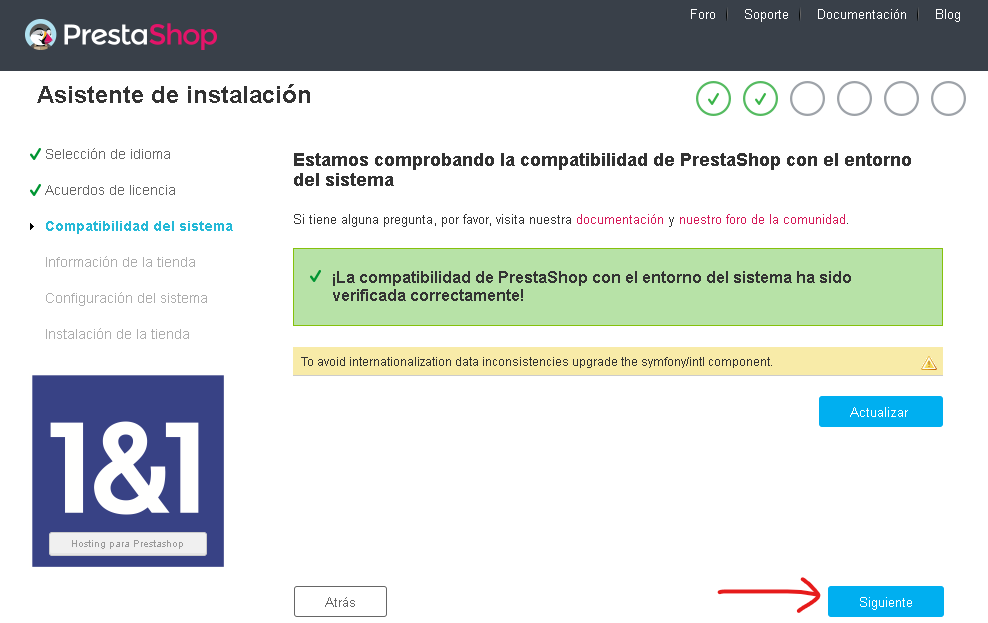 Foro Soporte Documentación Blog
PrestaShop
Asistente de instalación
Selección de idioma
Acuerdos de licencia
Compatibilidad del sistema
Información de la tienda
Configuración del sistema
Instalación de la tienda
1&1
Hosting para Prestashop
Estamos comprobando la compatibilidad de PrestaShop con el entorno
del sistema
Si tiene alguna pregunta, por favor, visita nuestra documentación y nuestro foro de la comunidad.
¡La compatibilidad de PrestaShop con el entorno del sistema ha sido
verificada correctamente!
To avoid internationalization data inconsistencies upgrade the symfony/intl component.
Actualizar
Atrás
Siguiente